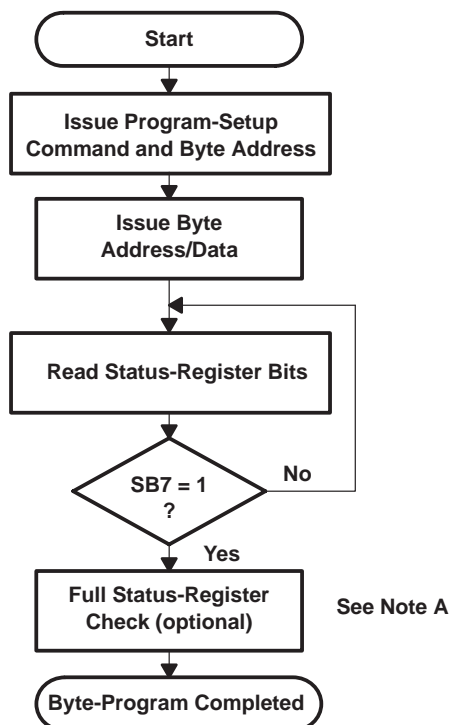 Start
Issue Program-Setup
Command and Byte Address
Issue Byte
Address/Data
Read Status-Register Bits
SB7 = 1
?
No
Yes
Full Status-Register
Check (optional)
See Note A
Byte-Program Completed